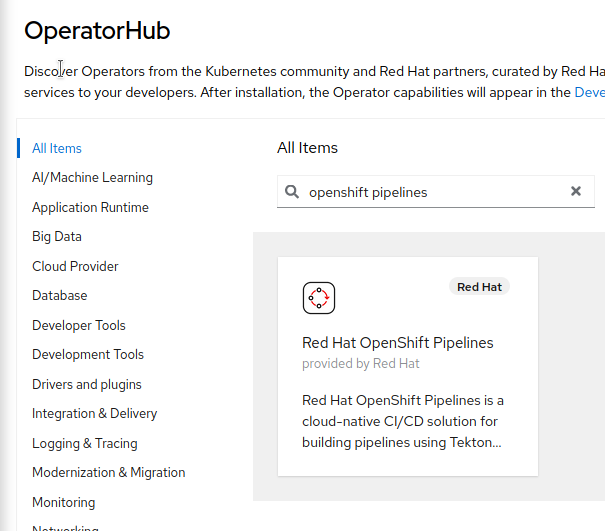 OperatorHub
Discover Operators from the Kubernetes community and Red Hat partners, curated by Red Ha
services to your developers. After installation, the Operator capabilities will appear in the Deve
All Items
AI/Machine Learning
Application Runtime
Big Data
Cloud Provider
Database
Developer Tools
Development Tools
Drivers and plugins
Integration & Delivery
Logging & Tracing
Modernization & Migration
Monitoring
Networking
All Items
openshift pipelines
Red Hat
Red Hat OpenShift Pipelines
provided by Red Hat
Red Hat OpenShift Pipelines is a
cloud-native CI/CD solution for
building pipelines using Tekton...